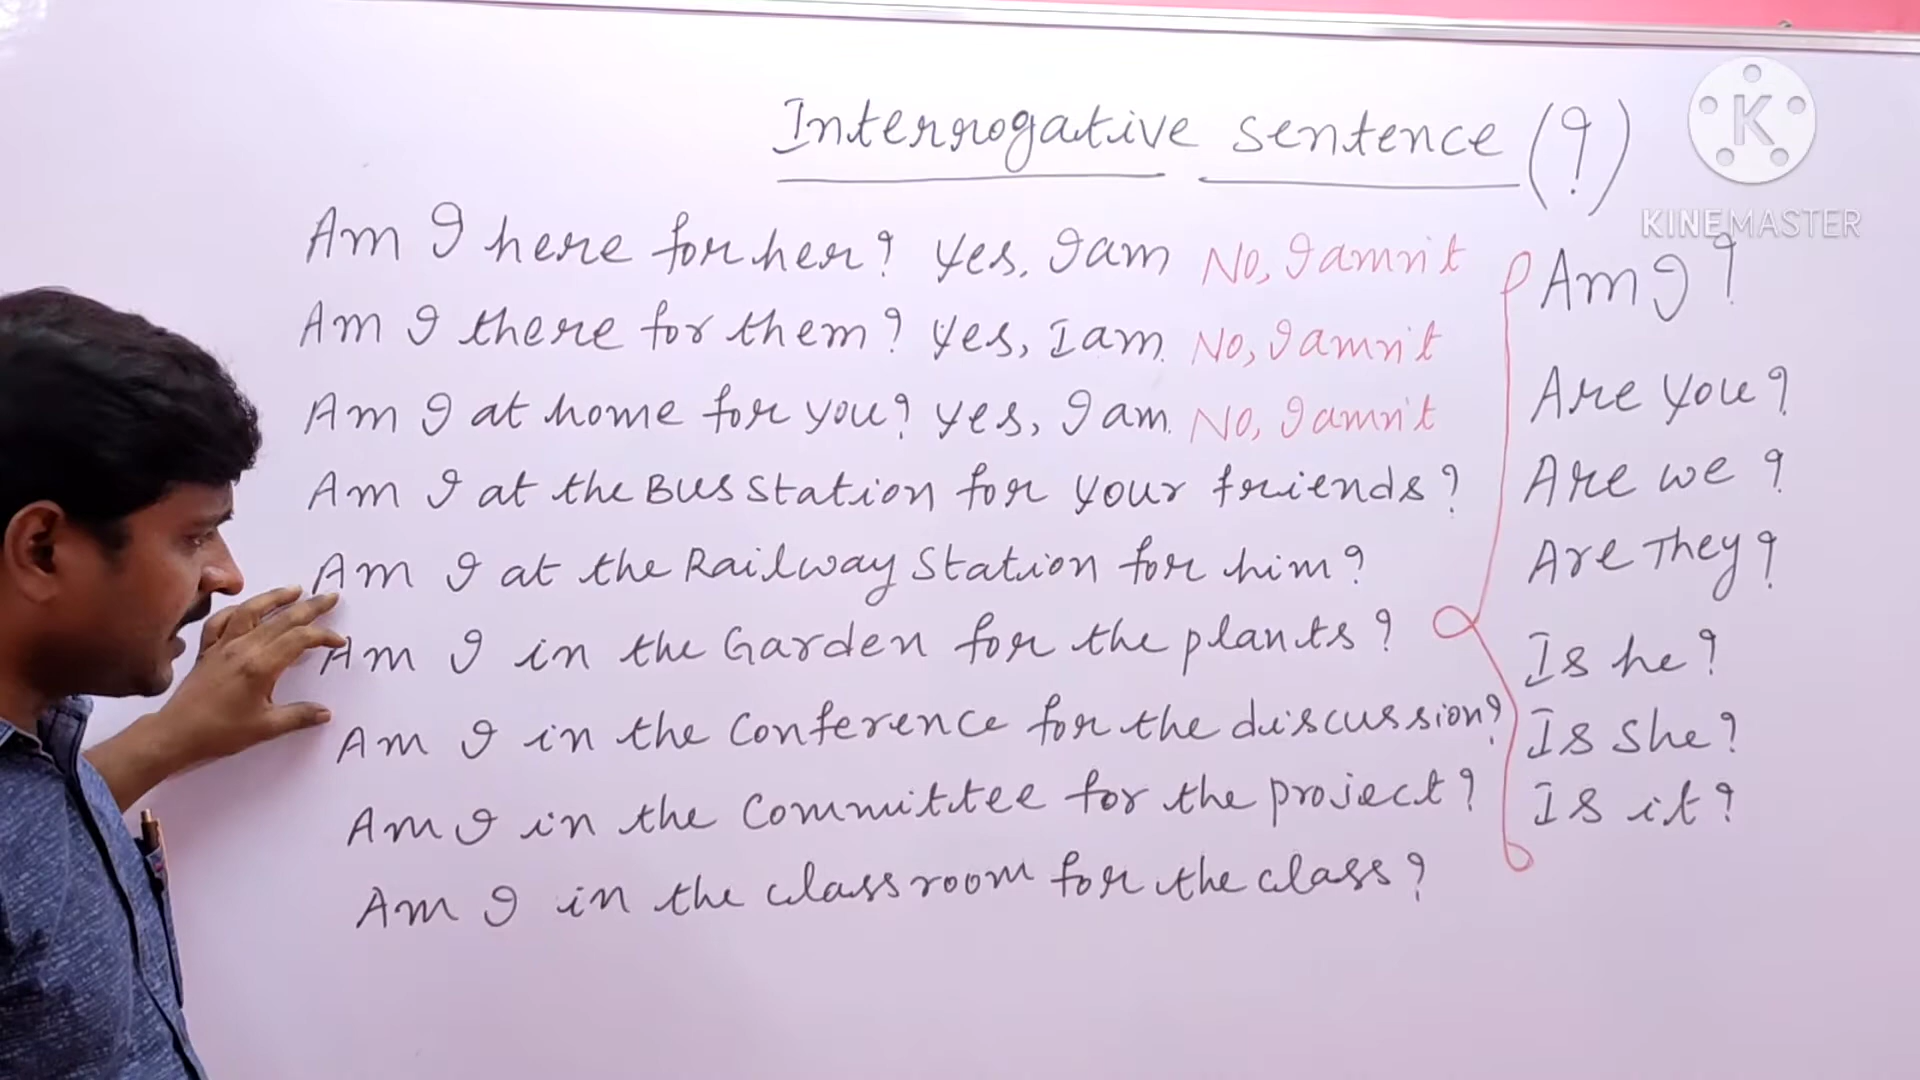 Interrogative sentence (?)
K
KINEMASTER
Am I here for her? Yes, I am No, I amn't
Am I there for them? Yes, I am. No, I amn't
Am I at home for you? Yes, I am. No, I amn't
Am I at the Bus Station for your friends?
Am I at the Railway Station for him?
Am I in the Garden for the plants?
Am I in the Conference for the discussion?
Am I in the Committee for the project?
Am I in the classroom for the class?
Am I?
Are you?
Are we?
Are They?
Is he?
Is She?
Is it?